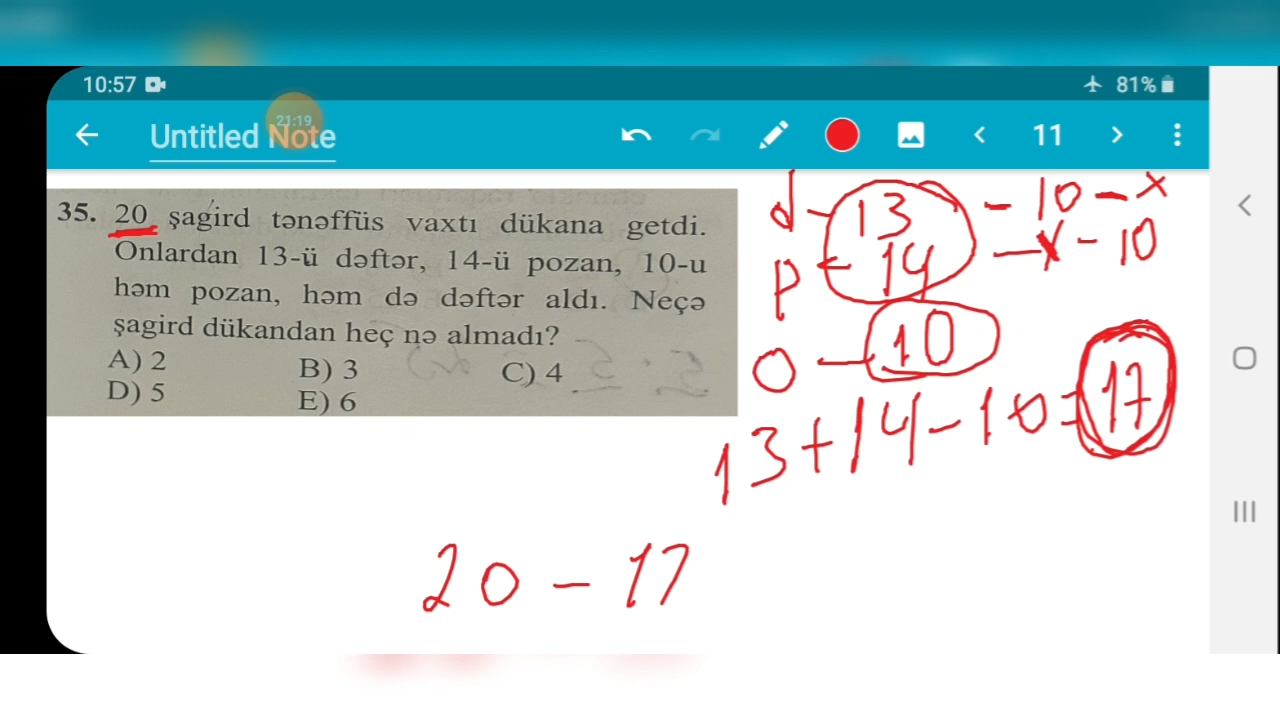 10:57 81%
21:19
Untitled Note 11
35. 20 şagird tənəffüs vaxtı dükana getdi.
Onlardan 13-ü dəftər, 14-ü pozan, 10-u
həm pozan, həm də dəftər aldı. Neçə
şagird dükandan heç nə almadı?
A) 2 B) 3 C) 4
D) 5 E) 6
d - 13 - 10 - x
p - 14 - x - 10
O - 10
13 + 14 - 10 = 17
20 - 17